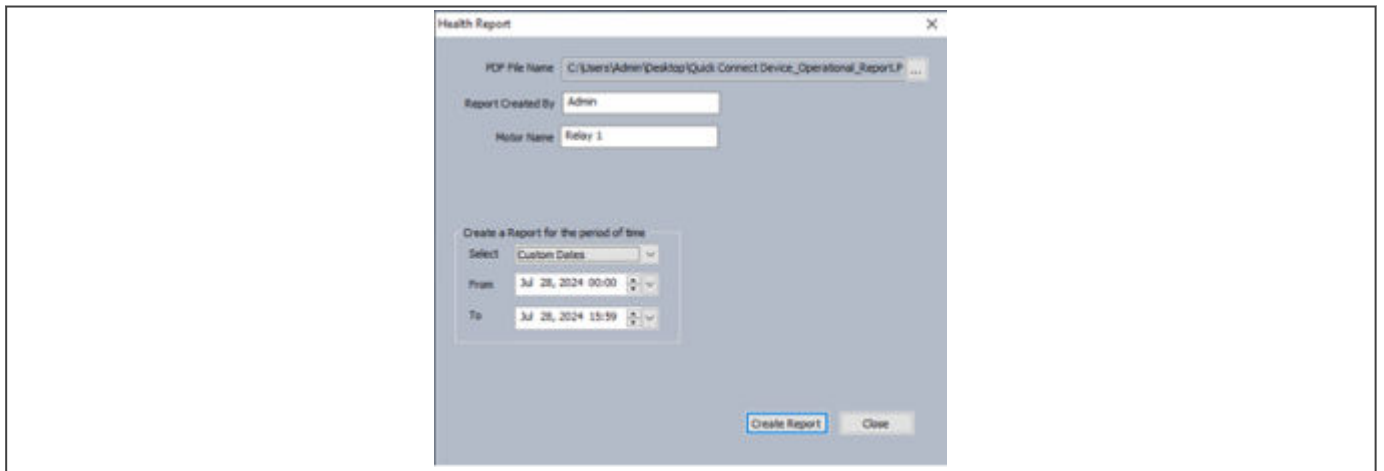 Health Report
PDF File Name C:\Users\Admin\Desktop\Quick Connect Device_Operational_Report.P ...
Report Created By Admin
Motor Name Relay 1
Create a Report for the period of time
Select Custom Dates
From Jul 28, 2024 00:00
To Jul 28, 2024 15:59
Create Report Close